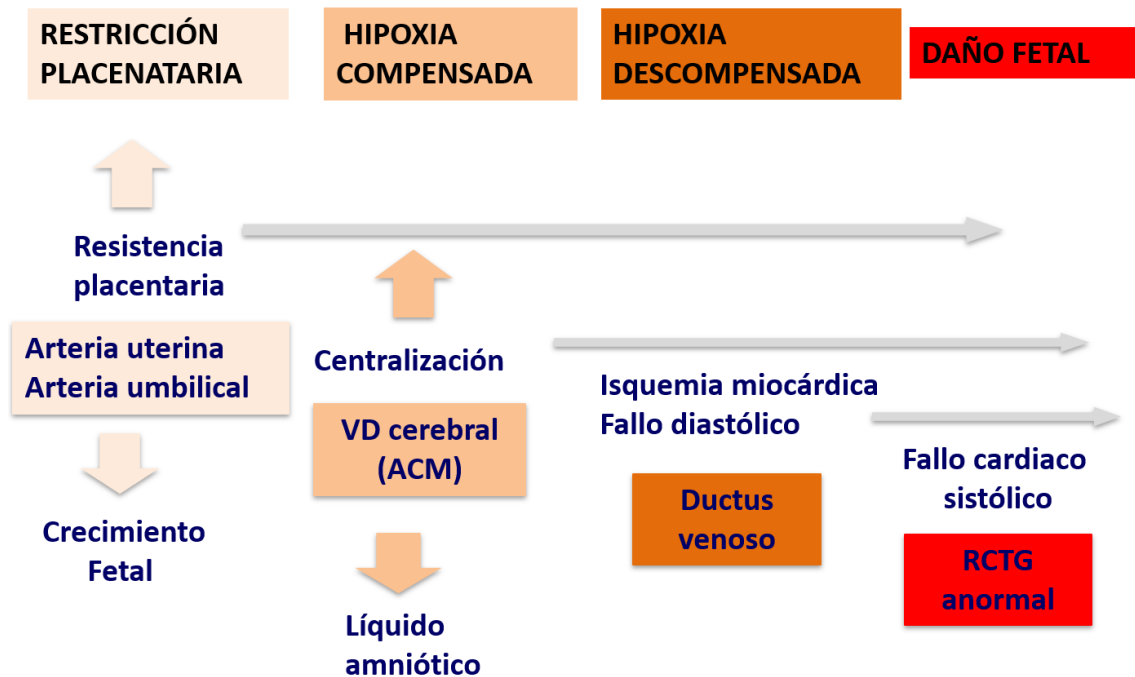 RESTRICCIÓN
PLACENATARIA
HIPOXIA
COMPENSADA
HIPOXIA
DESCOMPENSADA
DAÑO FETAL
Resistencia
placentaria
Arteria uterina
Arteria umbilical
Crecimiento
Fetal
Centralización
VD cerebral
(ACM)
Líquido
amniótico
Isquemia miocárdica
Fallo diastólico
Ductus
venoso
Fallo cardiaco
sistólico
RCTG
anormal